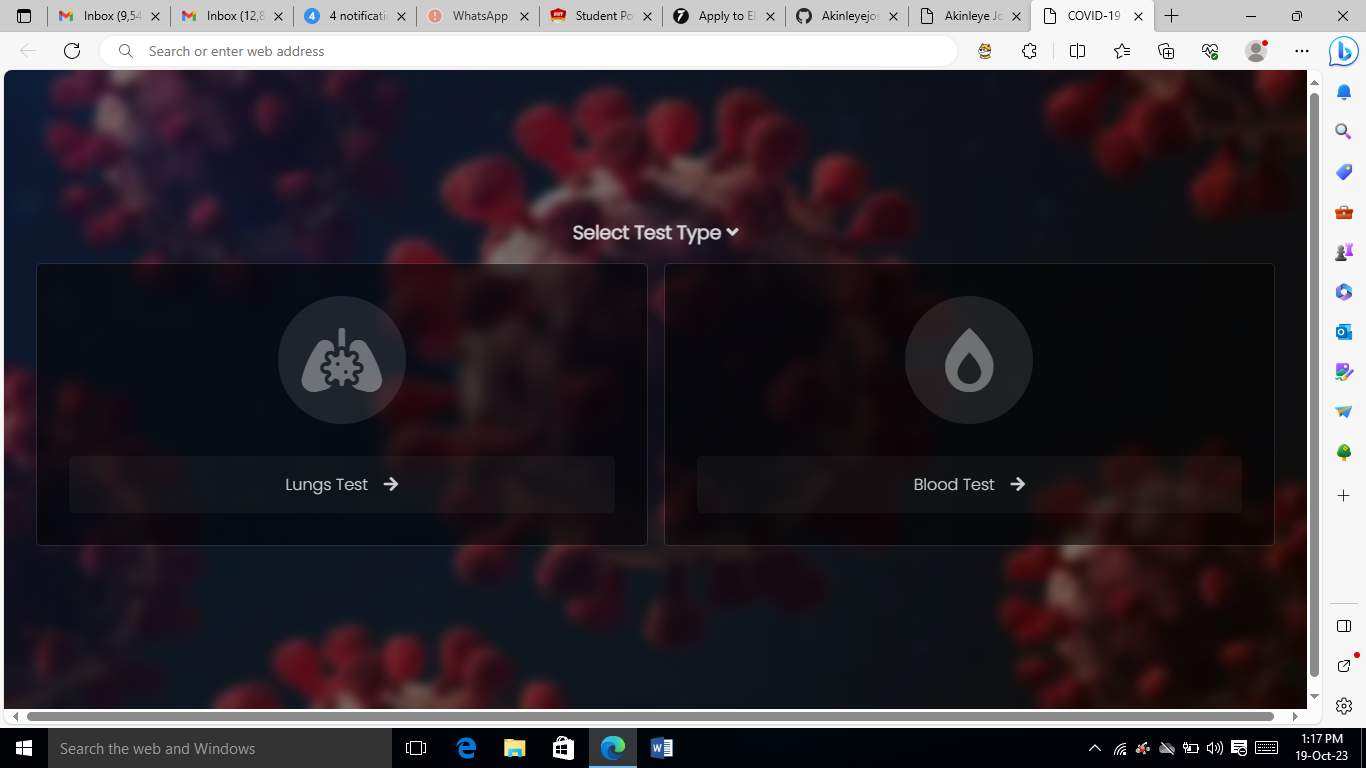 Inbox (9,54
Inbox (12,8
4 notificati
WhatsApp
Student Po
Apply to El
Akinleyejos
Akinleye Jo
COVID-19
Search or enter web address
Select Test Type
Lungs Test
Blood Test
Search the web and Windows
1:17 PM
19-Oct-23